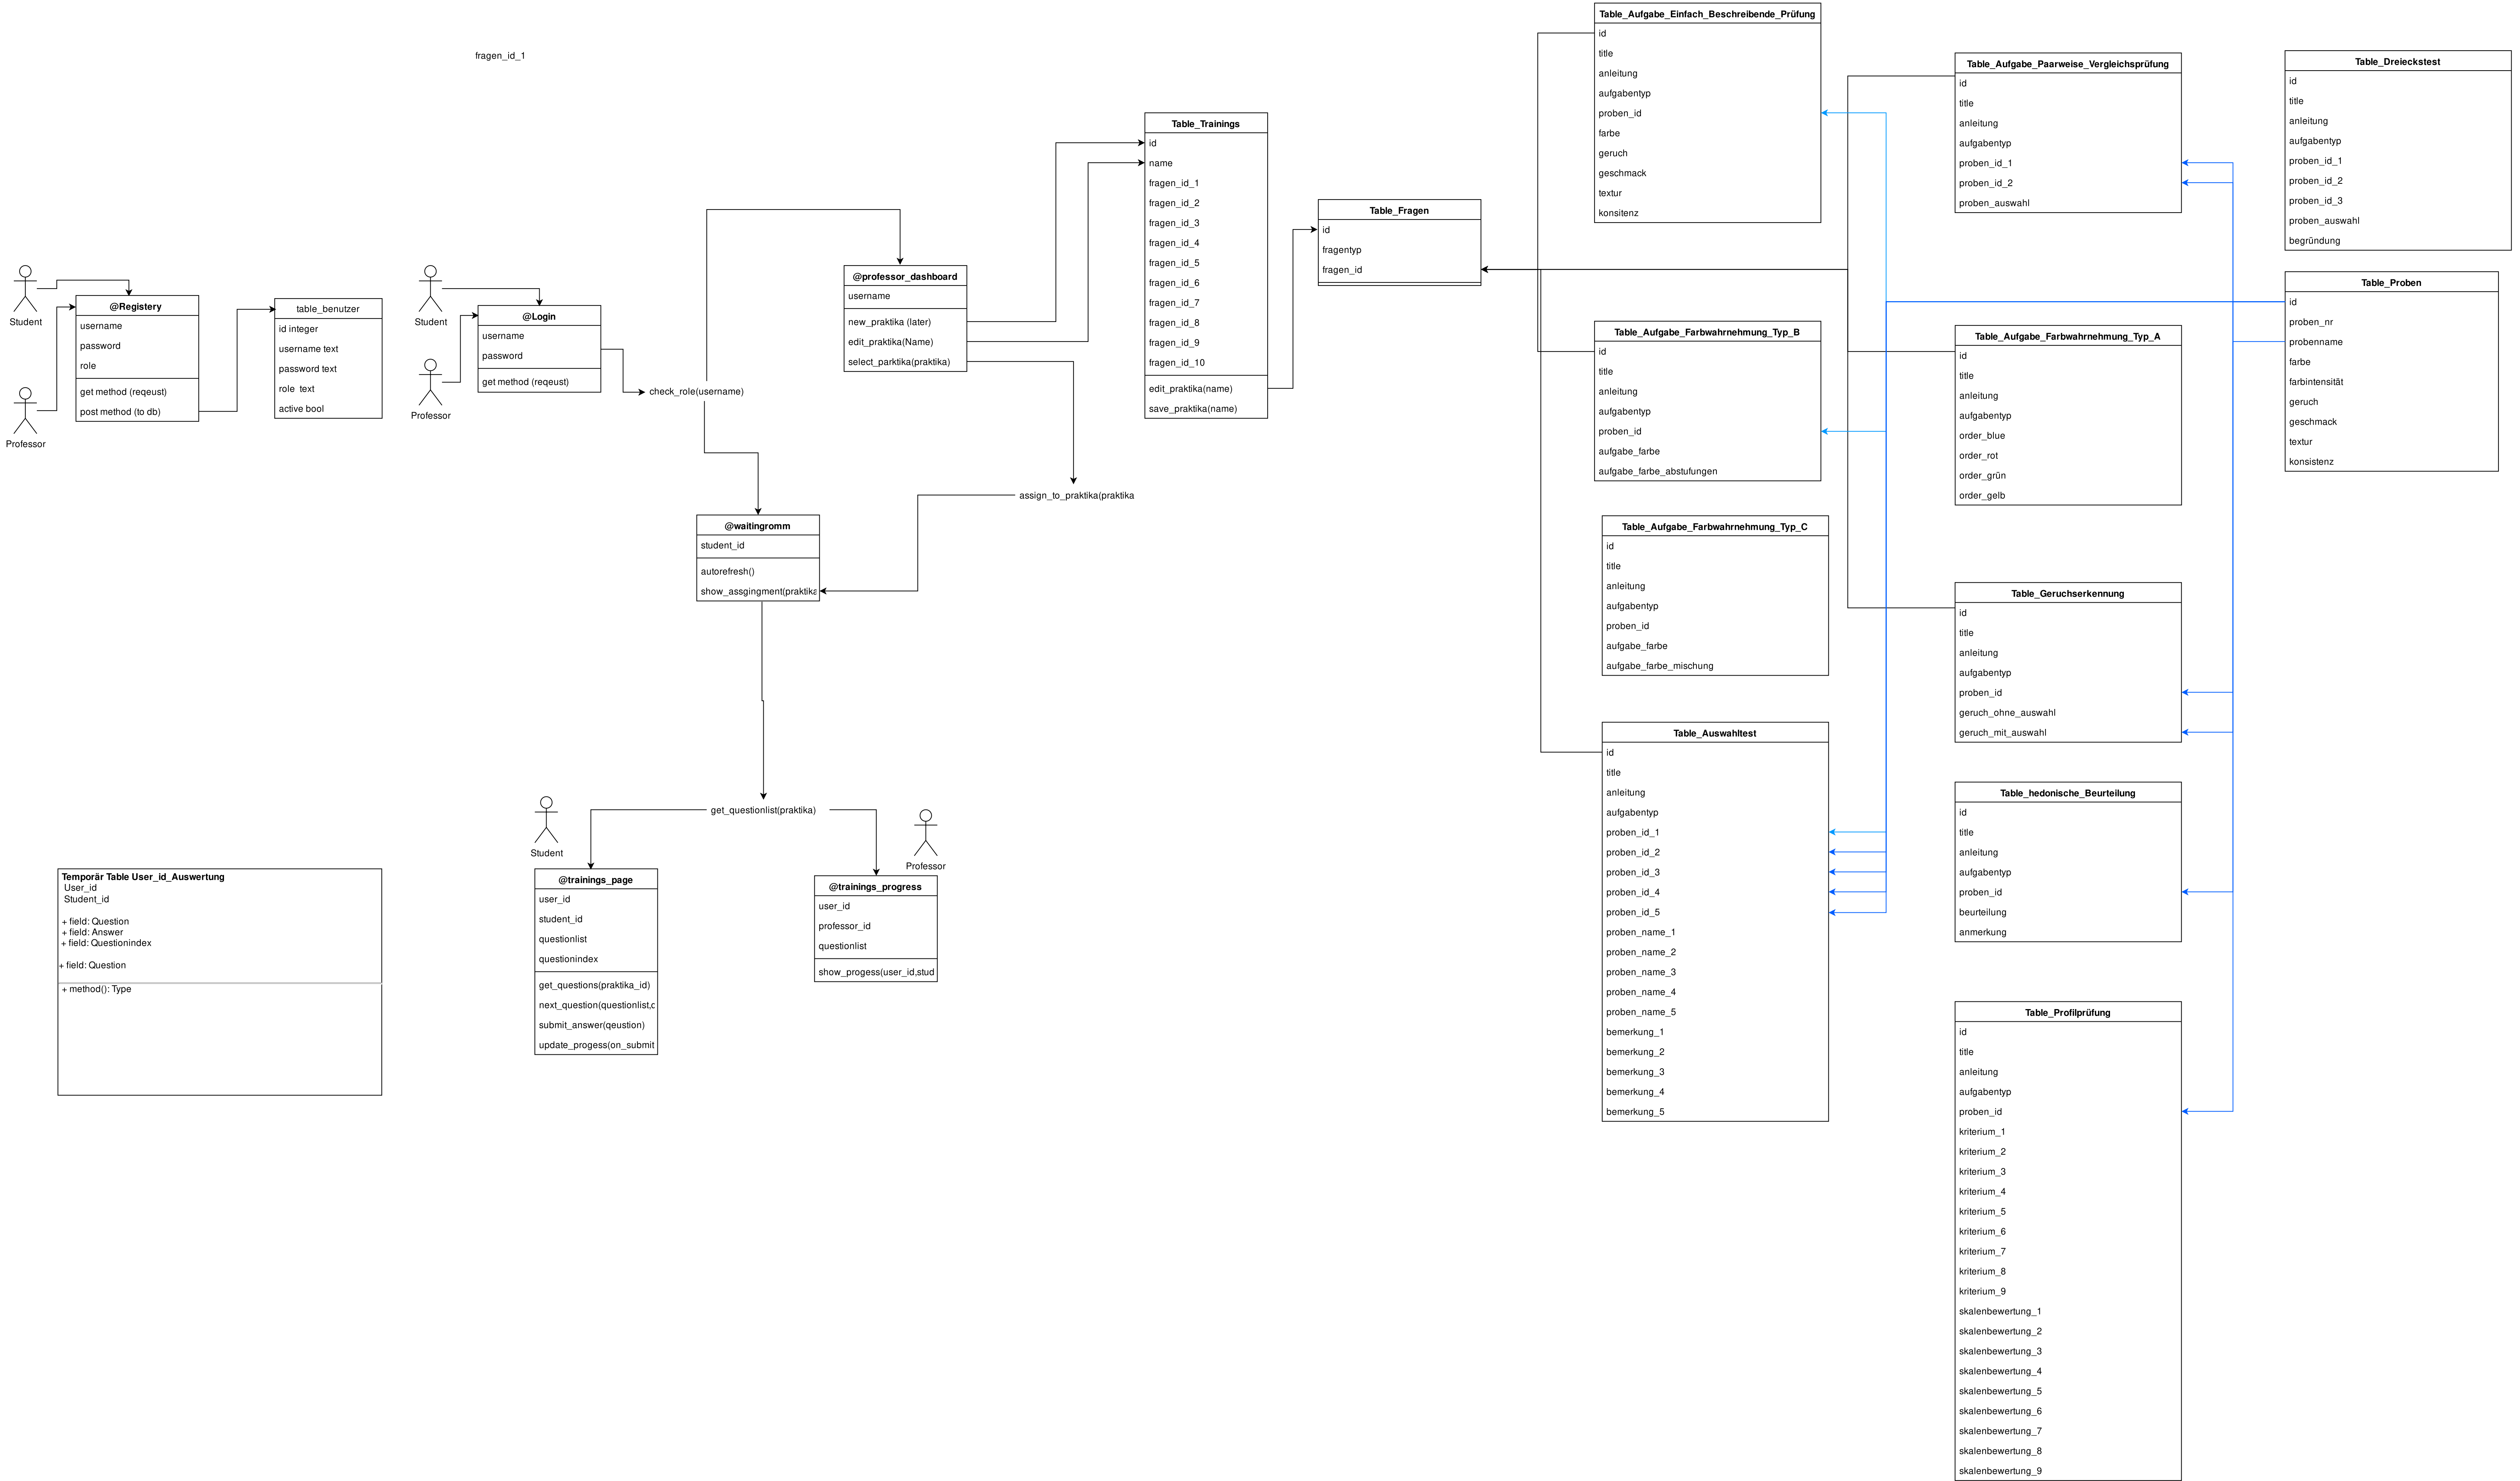 fragen_id_1
Student
Professor
@Registery
username
password
role
get method (reqeust)
post method (to db)
table_benutzer
id integer
username text
password text
role  text
active bool
Student
Professor
@Login
username
password
get method (reqeust)
check_role(username)
@professor_dashboard
username
new_praktika (later)
edit_praktika(Name)
select_parktika(praktika)
assign_to_praktika(praktika
@waitingromm
student_id
autorefresh()
show_assgingment(praktika
get_questionlist(praktika)
Student
Professor
@trainings_page
user_id
student_id
questionlist
questionindex
get_questions(praktika_id)
next_question(questionlist,c
submit_answer(qeustion)
update_progess(on_submit
@trainings_progress
user_id
professor_id
questionlist
show_progess(user_id,stud
Temporär Table User_id_Auswertung
User_id
Student_id
+ field: Question
+ field: Answer
+ field: Questionindex
+ field: Question
+ method(): Type
Table_Trainings
id
name
fragen_id_1
fragen_id_2
fragen_id_3
fragen_id_4
fragen_id_5
fragen_id_6
fragen_id_7
fragen_id_8
fragen_id_9
fragen_id_10
edit_praktika(name)
save_praktika(name)
Table_Fragen
id
fragentyp
fragen_id
Table_Aufgabe_Einfach_Beschreibende_Prüfung
id
title
anleitung
aufgabentyp
proben_id
farbe
geruch
geschmack
textur
konsitenz
Table_Aufgabe_Farbwahrnehmung_Typ_B
id
title
anleitung
aufgabentyp
proben_id
aufgabe_farbe
aufgabe_farbe_abstufungen
Table_Aufgabe_Farbwahrnehmung_Typ_C
id
title
anleitung
aufgabentyp
proben_id
aufgabe_farbe
aufgabe_farbe_mischung
Table_Auswahltest
id
title
anleitung
aufgabentyp
proben_id_1
proben_id_2
proben_id_3
proben_id_4
proben_id_5
proben_name_1
proben_name_2
proben_name_3
proben_name_4
proben_name_5
bemerkung_1
bemerkung_2
bemerkung_3
bemerkung_4
bemerkung_5
Table_Aufgabe_Paarweise_Vergleichsprüfung
id
title
anleitung
aufgabentyp
proben_id_1
proben_id_2
proben_auswahl
Table_Aufgabe_Farbwahrnehmung_Typ_A
id
title
anleitung
aufgabentyp
order_blue
order_rot
order_grün
order_gelb
Table_Geruchserkennung
id
title
anleitung
aufgabentyp
proben_id
geruch_ohne_auswahl
geruch_mit_auswahl
Table_hedonische_Beurteilung
id
title
anleitung
aufgabentyp
proben_id
beurteilung
anmerkung
Table_Profilprüfung
id
title
anleitung
aufgabentyp
proben_id
kriterium_1
kriterium_2
kriterium_3
kriterium_4
kriterium_5
kriterium_6
kriterium_7
kriterium_8
kriterium_9
skalenbewertung_1
skalenbewertung_2
skalenbewertung_3
skalenbewertung_4
skalenbewertung_5
skalenbewertung_6
skalenbewertung_7
skalenbewertung_8
skalenbewertung_9
Table_Dreieckstest
id
title
anleitung
aufgabentyp
proben_id_1
proben_id_2
proben_id_3
proben_auswahl
begründung
Table_Proben
id
proben_nr
probenname
farbe
farbintensität
geruch
geschmack
textur
konsistenz